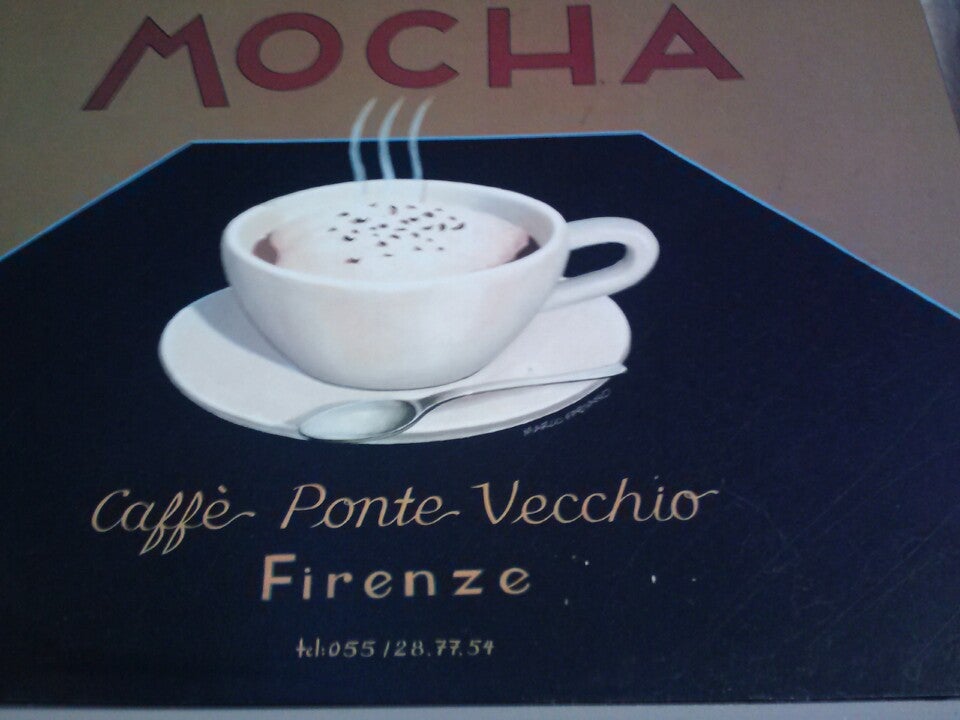 MOCHA
Caffè Ponte Vecchio
Firenze
tel: 055/28.77.54